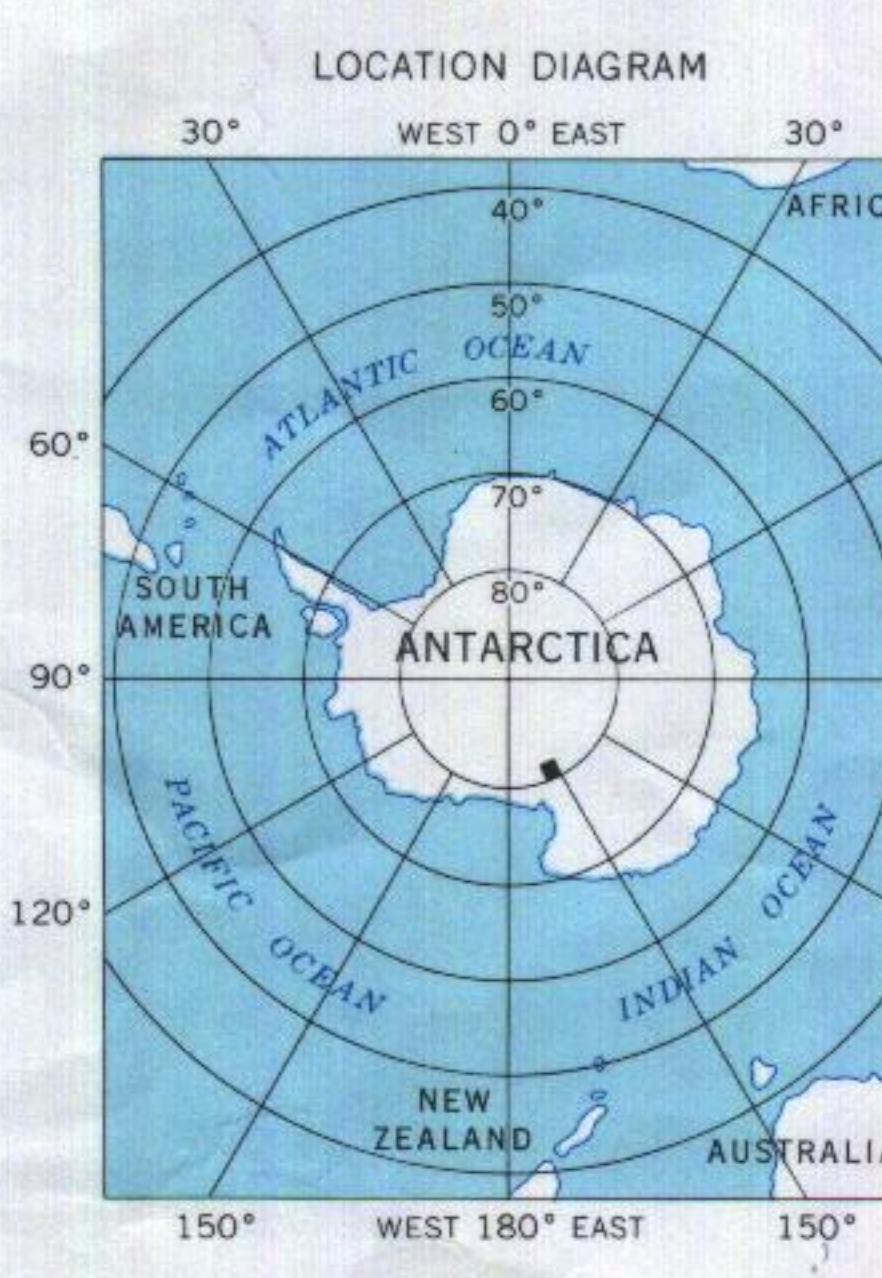 LOCATION DIAGRAM
30° WEST 0° EAST 30°
AFRIC
40°
50°
ATLANTIC OCEAN
60°
60°
70°
80°
SOUTH
AMERICA
ANTARCTICA
90°
PACIFIC OCEAN
INDIAN OCEAN
120°
NEW
ZEALAND
AUSTRALIA
150° WEST 180° EAST 150°